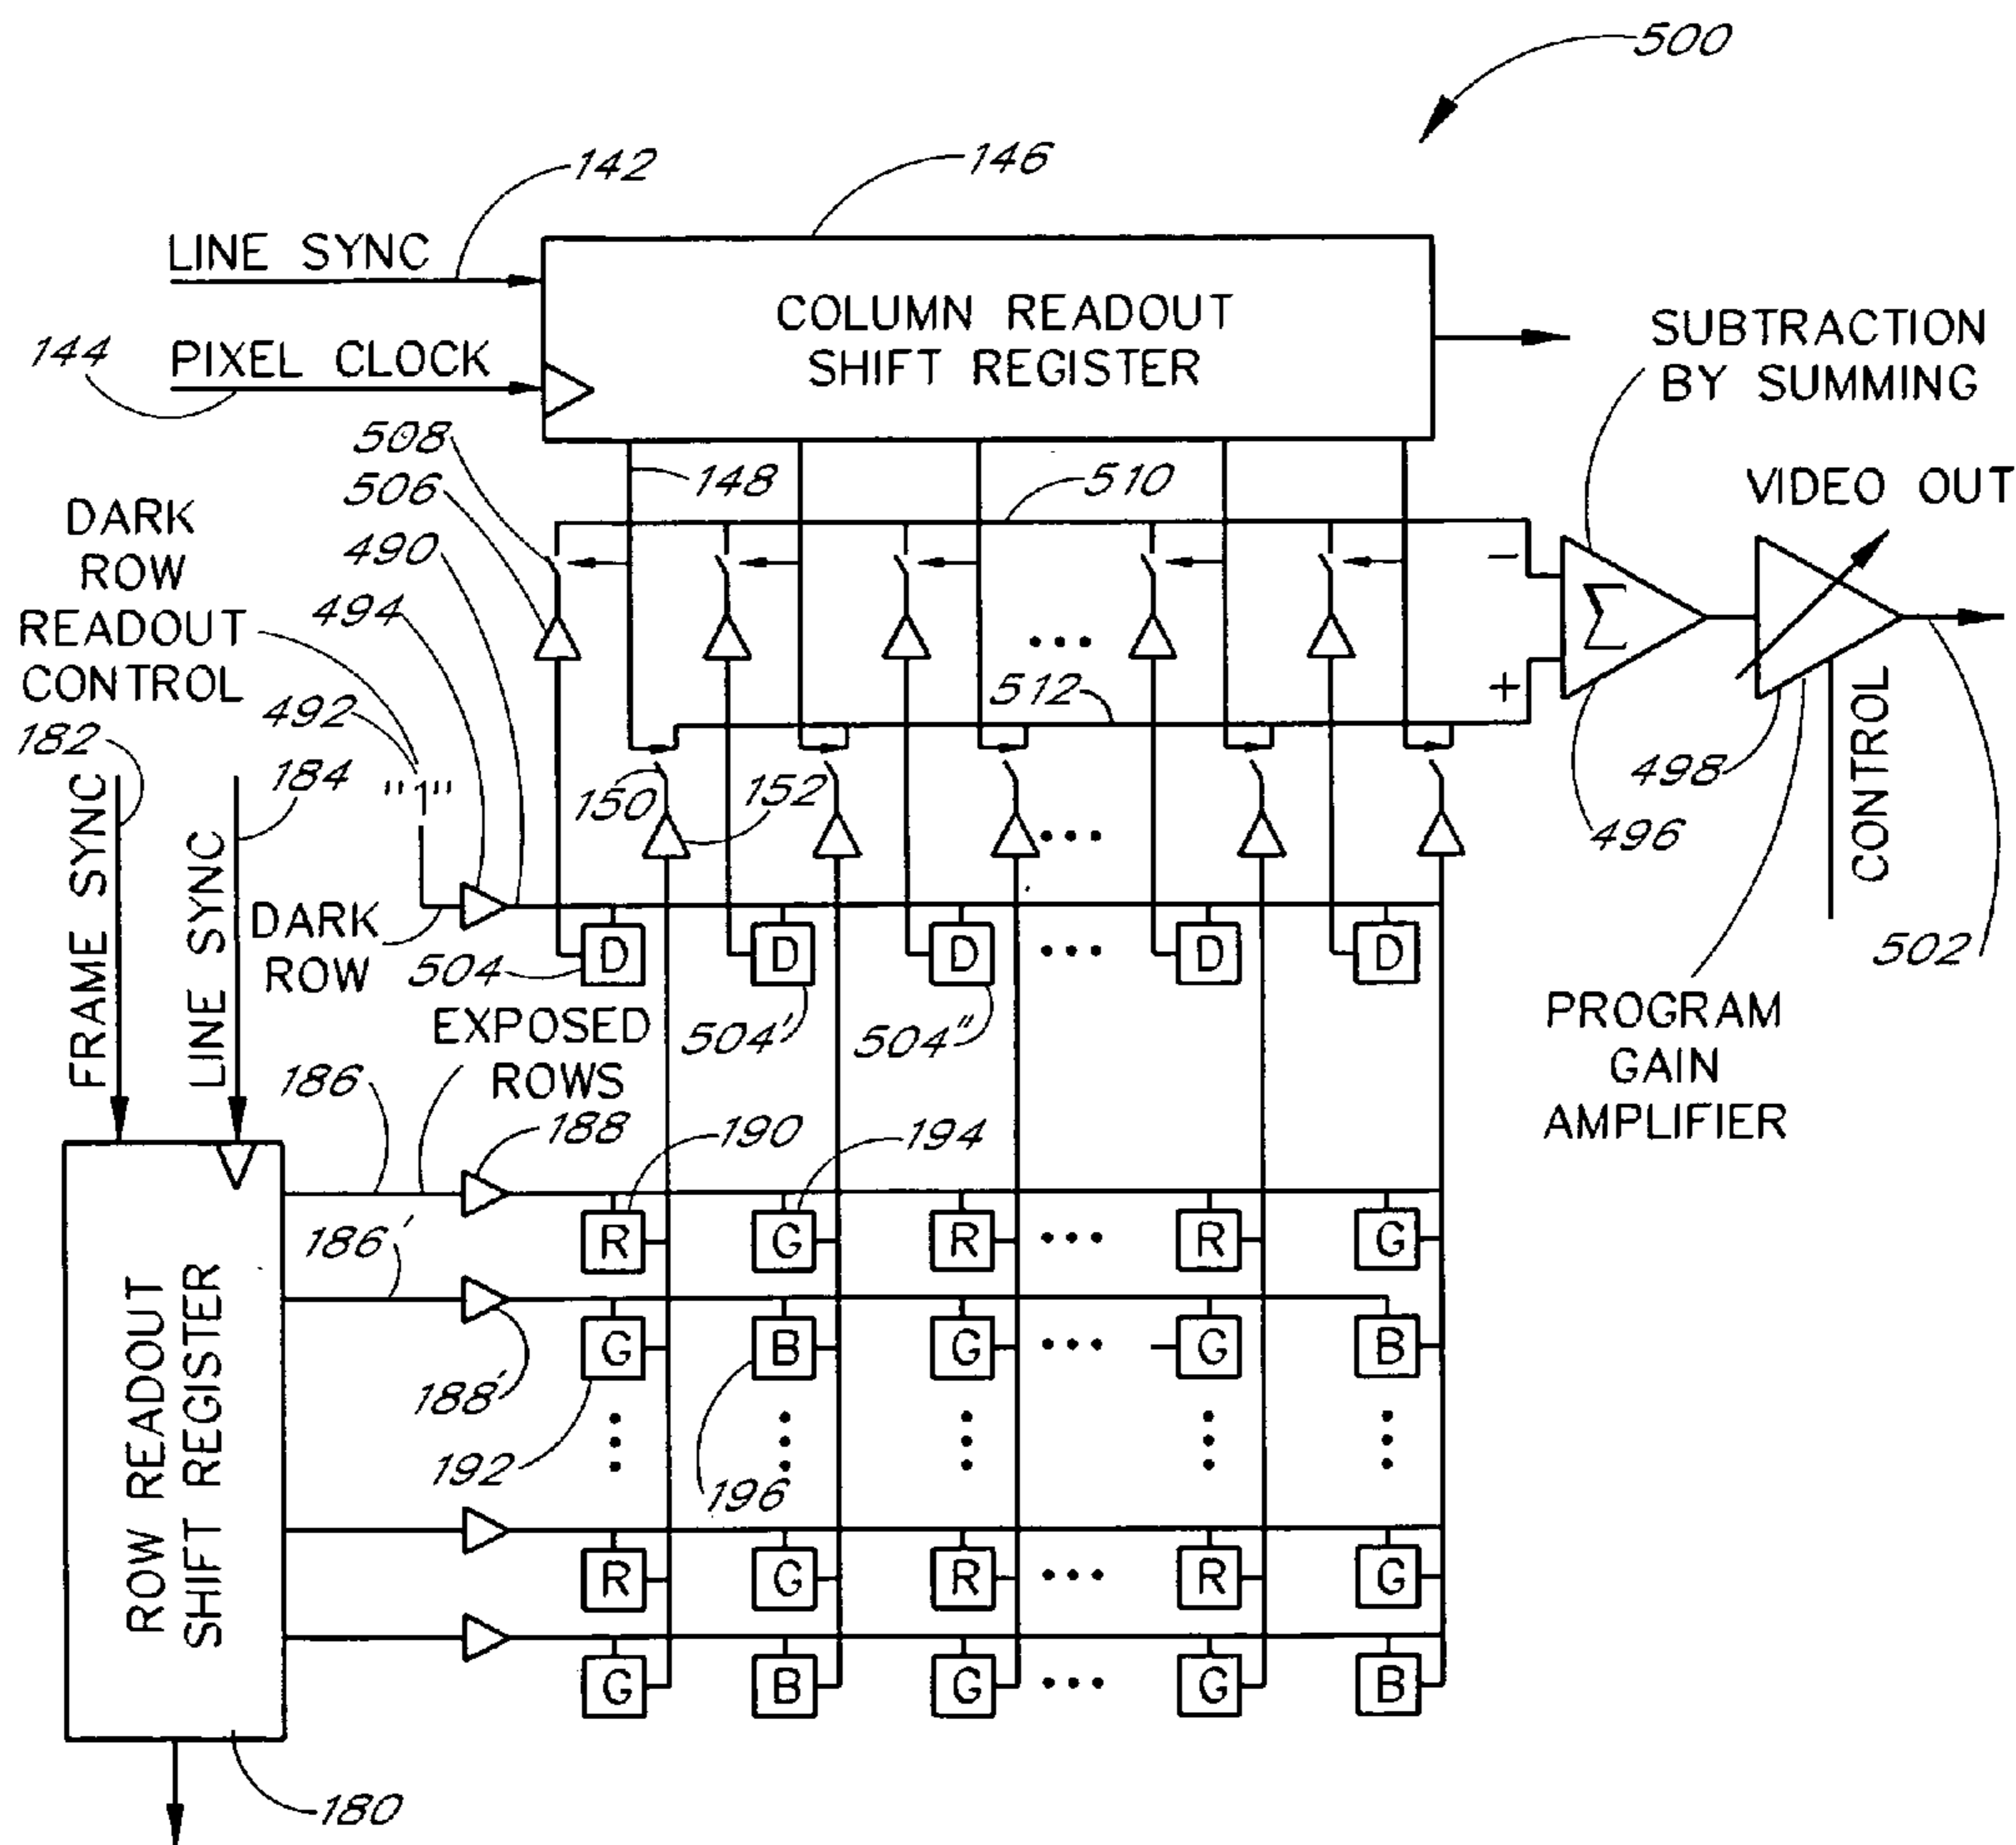 500
142
146
LINE SYNC
COLUMN READOUT
SHIFT REGISTER
144
PIXEL CLOCK
SUBTRACTION
BY SUMMING
508
506
148
510
VIDEO OUT
DARK
ROW
READOUT
CONTROL
490
494
−
Σ
+
...
512
492
"1"
182
184
150
152
...
498
496
CONTROL
502
FRAME SYNC
LINE SYNC
DARK
ROW
504
D D D ... D D
504' 504"
EXPOSED
ROWS
PROGRAM
GAIN
AMPLIFIER
186
188
190
194
R G R ... R G
186'
188'
G B G ... G B
192
196
ROW READOUT
SHIFT REGISTER
R G R ... R G
G B G ... G B
180